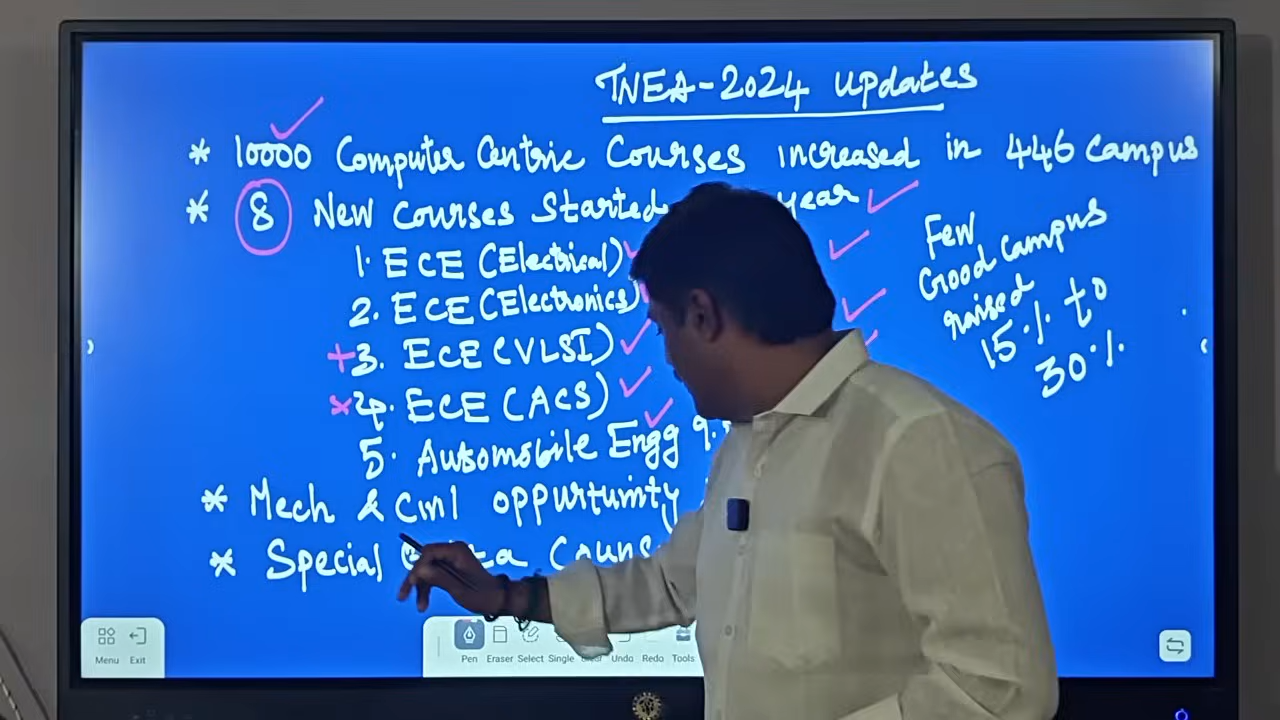 TNEA-2024 Updates
* 10000 Computer Centric Courses increased in 446 campus
* 8 New Courses Started year
1. ECE (Electrical)
2. ECE (Electronics)
+3. ECE (VLSI)
*4. ECE (ACS)
5. Automobile Engg
* Mech & Civil oppurtunity
* Special
Few
Good campus
raised
15% to
30%
Menu Exit
Pen Eraser Select Single Undo Redo Tools